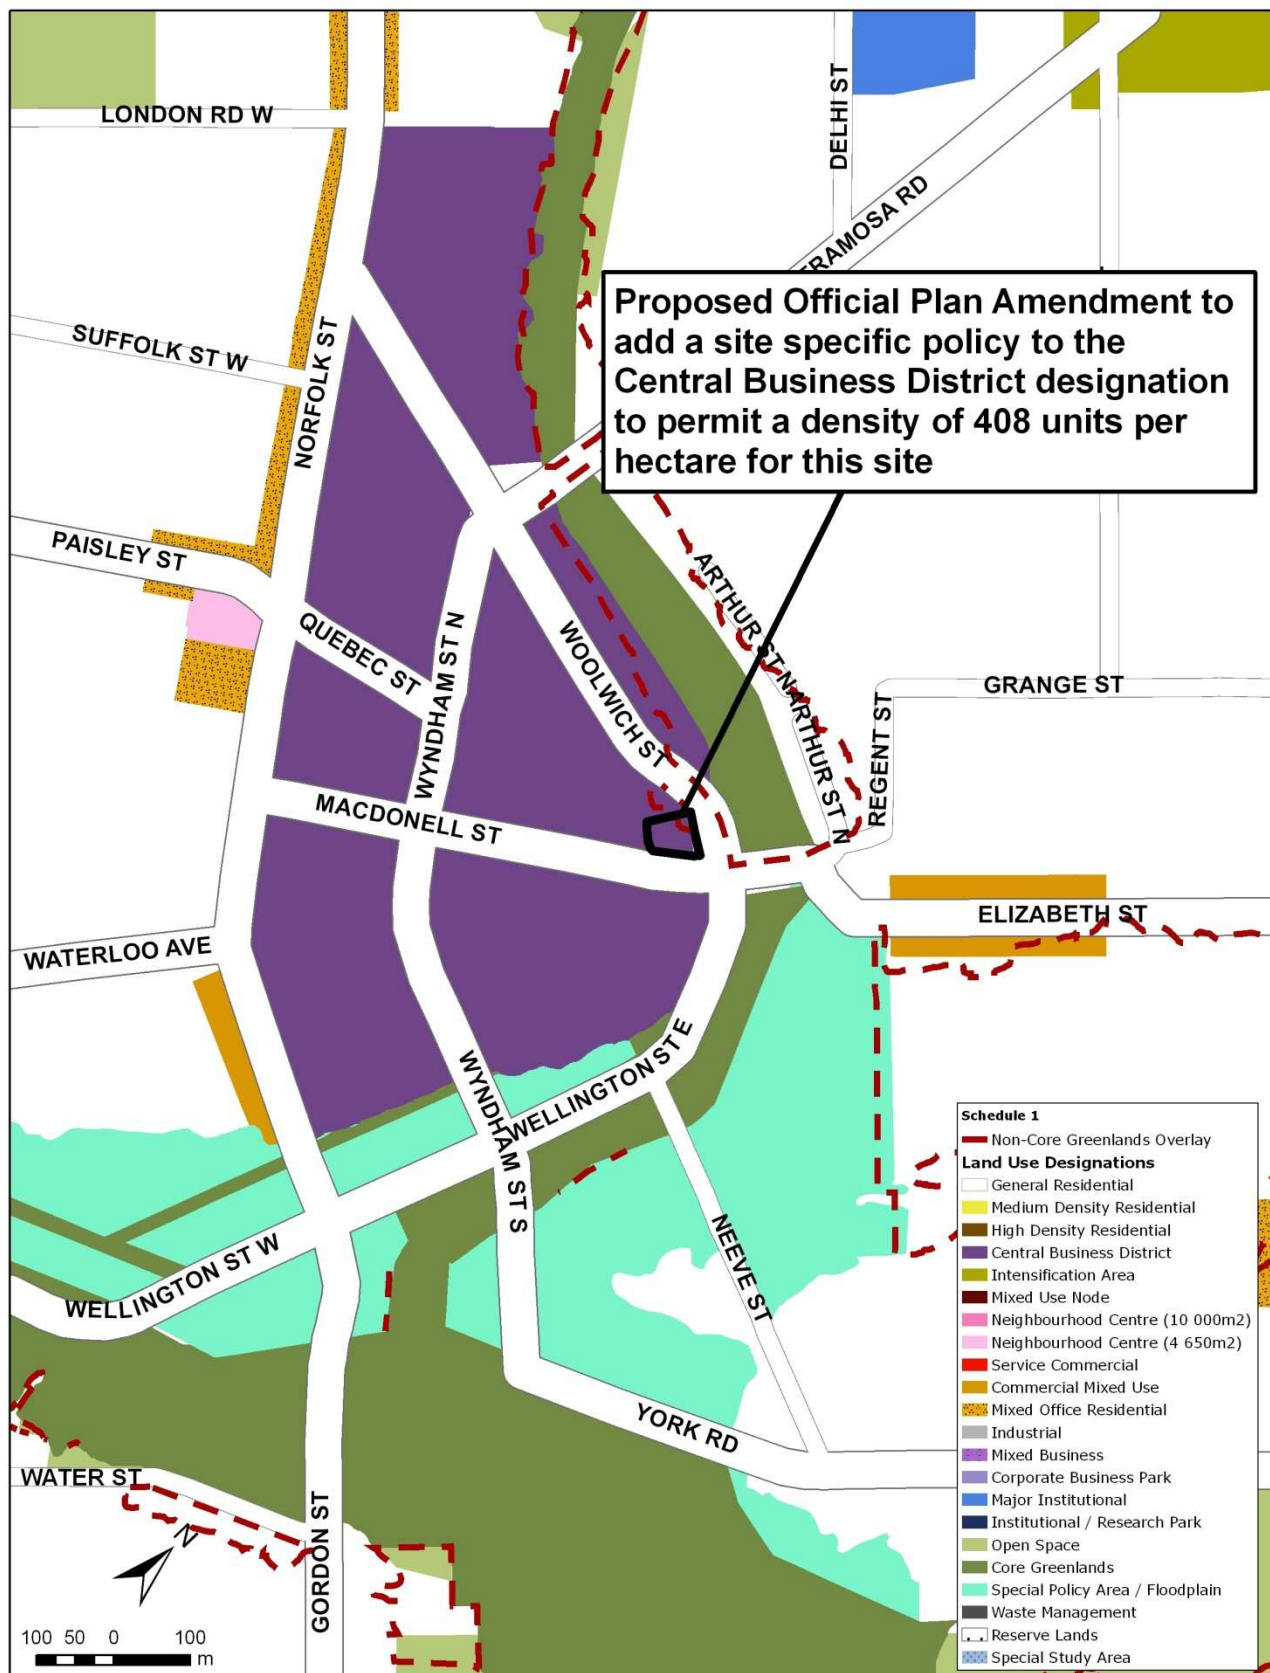 LONDON RD W
DELHI ST
ERAMOSA RD
Proposed Official Plan Amendment to
add a site specific policy to the
Central Business District designation
to permit a density of 408 units per
hectare for this site
SUFFOLK ST W
NORFOLK ST
PAISLEY ST
QUEBEC ST
WYNDHAM ST N
WOOLWICH ST
ARTHUR ST N
ARTHUR ST N
REGENT ST
GRANGE ST
MACDONELL ST
ELIZABETH ST
WATERLOO AVE
WELLINGTON ST E
WYNDHAM ST S
NEEVE ST
WELLINGTON ST W
YORK RD
WATER ST
GORDON ST
N
100 50 0 100
m
Schedule 1
Non-Core Greenlands Overlay
Land Use Designations
General Residential
Medium Density Residential
High Density Residential
Central Business District
Intensification Area
Mixed Use Node
Neighbourhood Centre (10 000m2)
Neighbourhood Centre (4 650m2)
Service Commercial
Commercial Mixed Use
Mixed Office Residential
Industrial
Mixed Business
Corporate Business Park
Major Institutional
Institutional / Research Park
Open Space
Core Greenlands
Special Policy Area / Floodplain
Waste Management
Reserve Lands
Special Study Area